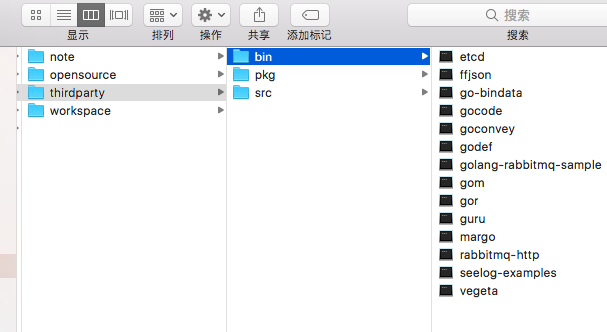 搜索
显示 排列 操作 共享 添加标记 搜索
note
opensource
thirdparty
workspace
bin
pkg
src
etcd
ffjson
go-bindata
gocode
goconvey
godef
golang-rabbitmq-sample
gom
gor
guru
margo
rabbitmq-http
seelog-examples
vegeta